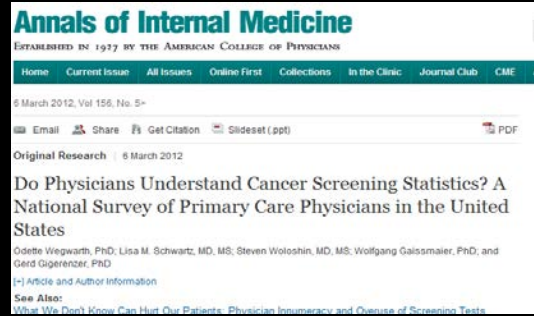 Annals of Internal Medicine
ESTABLISHED IN 1927 BY THE AMERICAN COLLEGE OF PHYSICIANS
Home Current Issue All Issues Online First Collections In the Clinic Journal Club CME
6 March 2012, Vol 156, No. 5>
Email Share Get Citation Slideset (.ppt) PDF
Original Research | 6 March 2012
Do Physicians Understand Cancer Screening Statistics? A
National Survey of Primary Care Physicians in the United
States
Odette Wegwarth, PhD; Lisa M. Schwartz, MD, MS; Steven Woloshin, MD, MS; Wolfgang Gaissmaier, PhD; and
Gerd Gigerenzer, PhD
[+] Article and Author Information
See Also:
What We Don't Know Can Hurt Our Patients: Physician Innumeracy and Overuse of Screening Tests